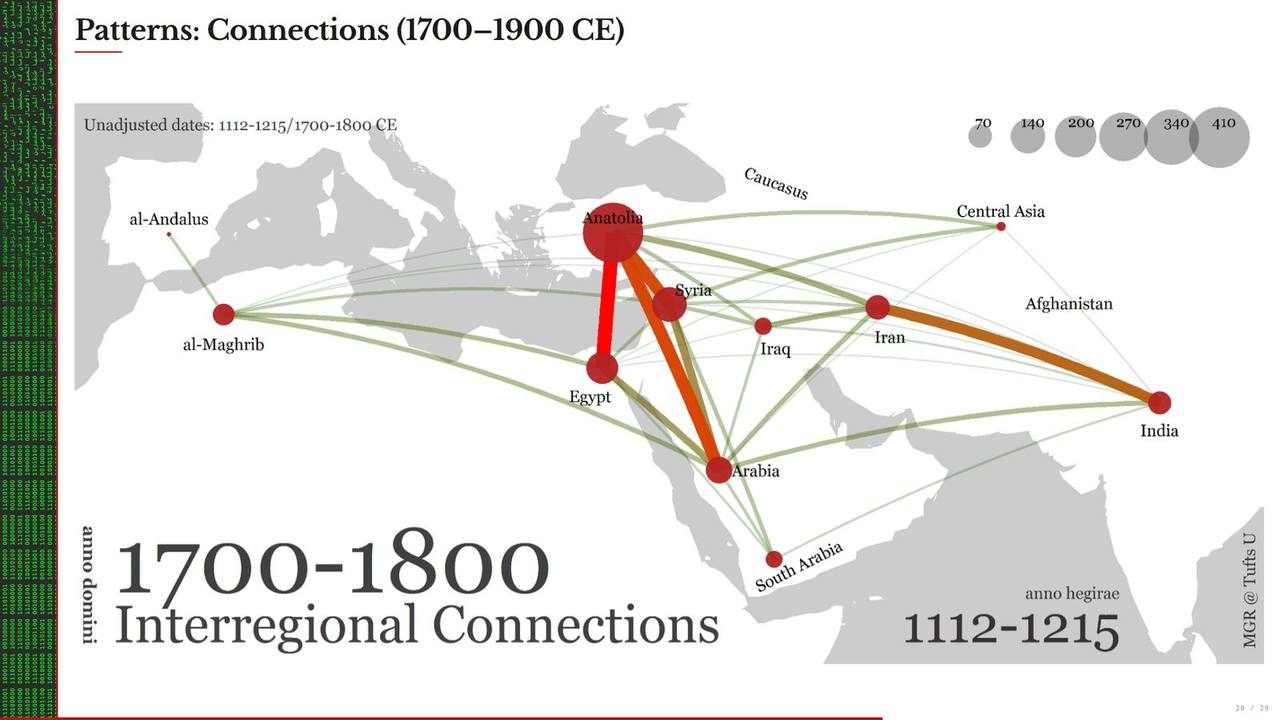 Patterns: Connections (1700–1900 CE)
Unadjusted dates: 1112-1215/1700-1800 CE
70 140 200 270 340 410
Caucasus
al-Andalus
Anatolia
Central Asia
Syria
Afghanistan
al-Maghrib
Iraq
Iran
Egypt
India
Arabia
South Arabia
anno domini
1700-1800
Interregional Connections
anno hegirae
1112-1215
MGR @ Tufts U
20 / 29